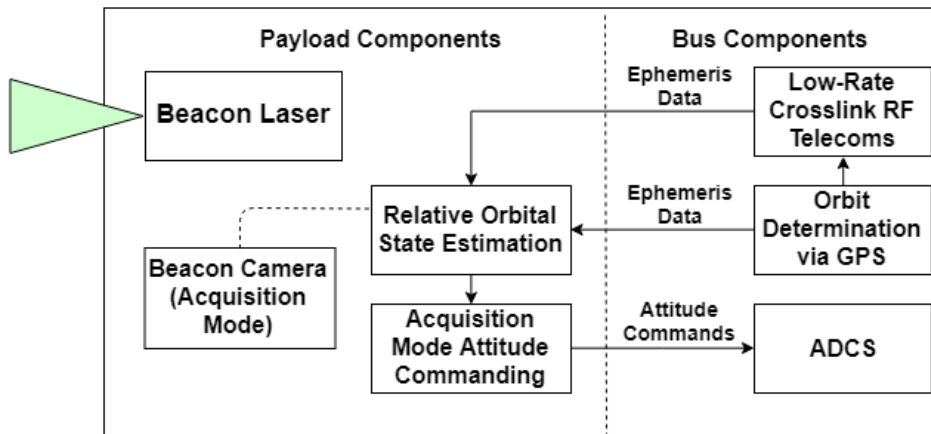 Payload Components
Bus Components
Beacon Laser
Ephemeris
Data
Low-Rate
Crosslink RF
Telecoms
Relative Orbital
State Estimation
Ephemeris
Data
Orbit
Determination
via GPS
Beacon Camera
(Acquisition
Mode)
Acquisition
Mode Attitude
Commanding
Attitude
Commands
ADCS